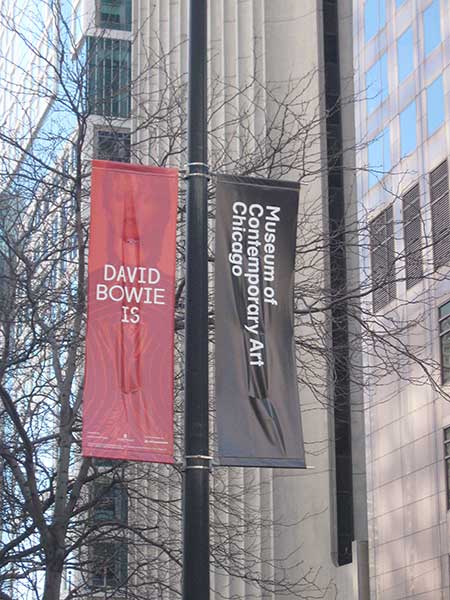 DAVID
BOWIE
IS
Museum of
Contemporary Art
Chicago